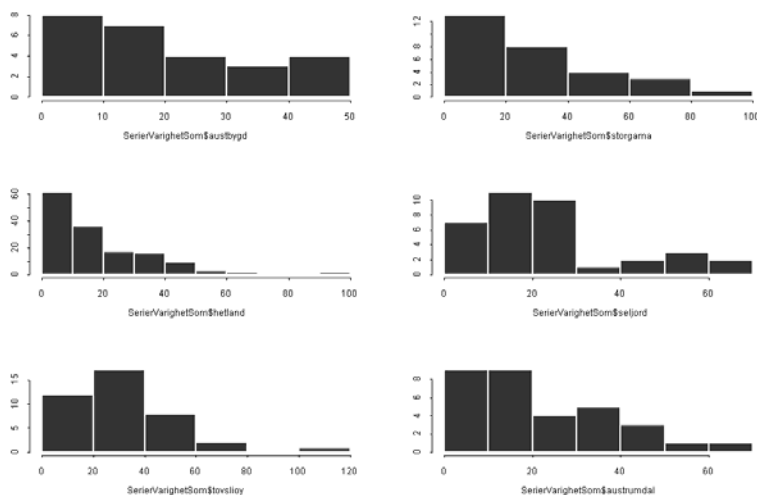 0 2 4 6 8
0 10 20 30 40 50
SerierVarighetSom$austbygd
0 2 4 6 8 12
0 20 40 60 80 100
SerierVarighetSom$storgama
0 20 40 60
0 20 40 60 80 100
SerierVarighetSom$hetland
0 2 4 6 8 10
0 20 40 60
SerierVarighetSom$seljord
0 5 10 15
0 20 40 60 80 100 120
0 2 4 6 8
0 20 40 60
SerierVarighetSom$austrumdal